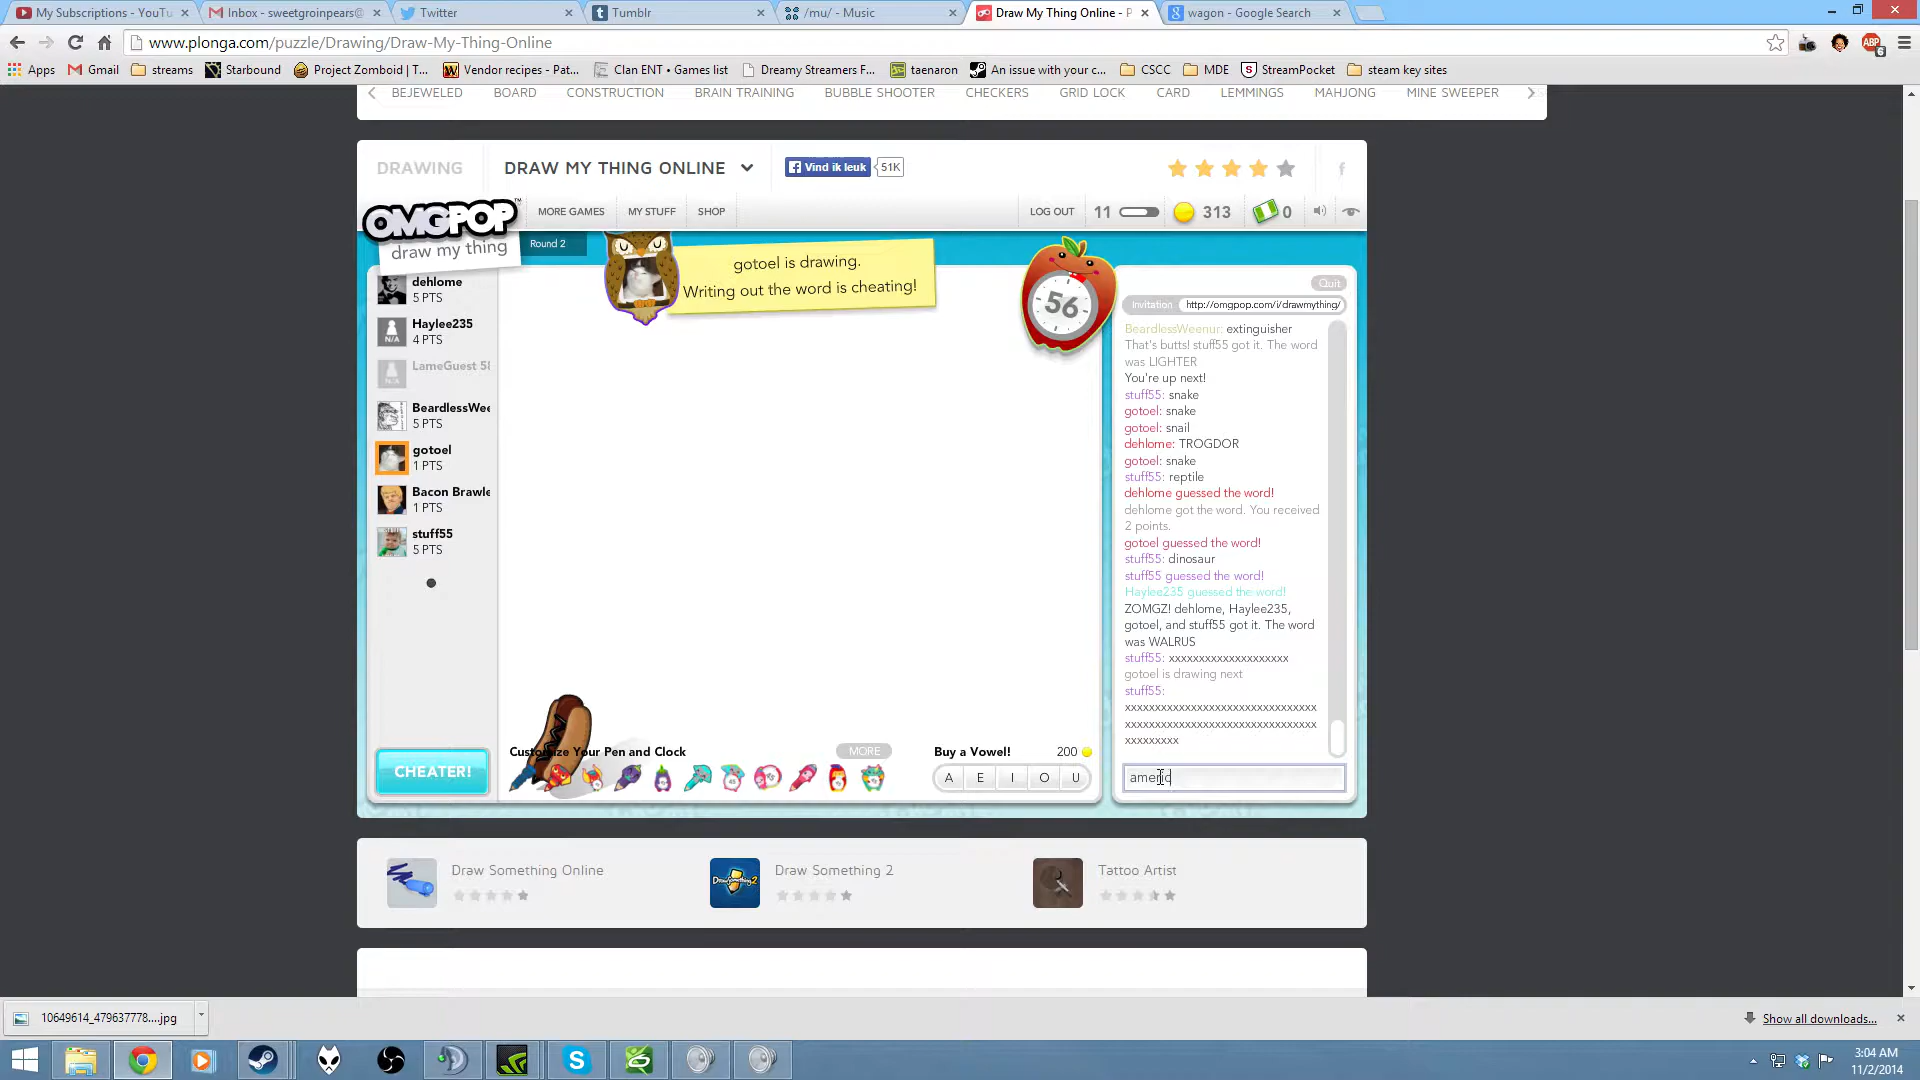 My Subscriptions - YouTu
Inbox - sweetgroinpears@
Twitter
Tumblr
/mu/ - Music
Draw My Thing Online - P
wagon - Google Search
www.plonga.com/puzzle/Drawing/Draw-My-Thing-Online
ABP
6
Apps
Gmail
streams
Starbound
Project Zomboid | T...
Vendor recipes - Pat...
Clan ENT • Games list
Dreamy Streamers F...
taenaron
An issue with your c...
CSCC
MDE
StreamPocket
steam key sites
BEJEWELED
BOARD
CONSTRUCTION
BRAIN TRAINING
BUBBLE SHOOTER
CHECKERS
GRID LOCK
CARD
LEMMINGS
MAHJONG
MINE SWEEPER
DRAWING
DRAW MY THING ONLINE
Vind ik leuk
51K
OMGPOP
draw my thing
MORE GAMES
MY STUFF
SHOP
LOG OUT
11
313
0
Round 2
gotoel is drawing.
Writing out the word is cheating!
56
dehlome
5 PTS
Haylee235
4 PTS
N/A
LameGuest 5
N/A
BeardlessWee
5 PTS
gotoel
1 PTS
Bacon Brawle
1 PTS
stuff55
5 PTS
CHEATER!
Customize Your Pen and Clock
MORE
Buy a Vowel!
200
A E I O U
Quit
Invitation
http://omgpop.com/i/drawmything/
BeardlessWeenur: extinguisher
That's butts! stuff55 got it. The word
was LIGHTER
You're up next!
stuff55: snake
gotoel: snake
gotoel: snail
dehlome: TROGDOR
gotoel: snake
stuff55: reptile
dehlome guessed the word!
dehlome got the word. You received
2 points.
gotoel guessed the word!
stuff55: dinosaur
stuff55 guessed the word!
Haylee235 guessed the word!
ZOMGZ! dehlome, Haylee235,
gotoel, and stuff55 got it. The word
was WALRUS
stuff55: xxxxxxxxxxxxxxxxxxxx
gotoel is drawing next
stuff55:
xxxxxxxxxxxxxxxxxxxxxxxxxxxxxxxx
xxxxxxxxxxxxxxxxxxxxxxxxxxxxxxxx
xxxxxxxxx
americ
Draw Something Online
Draw Something 2
Tattoo Artist
10649614_479637778....jpg
Show all downloads...
3:04 AM
11/2/2014